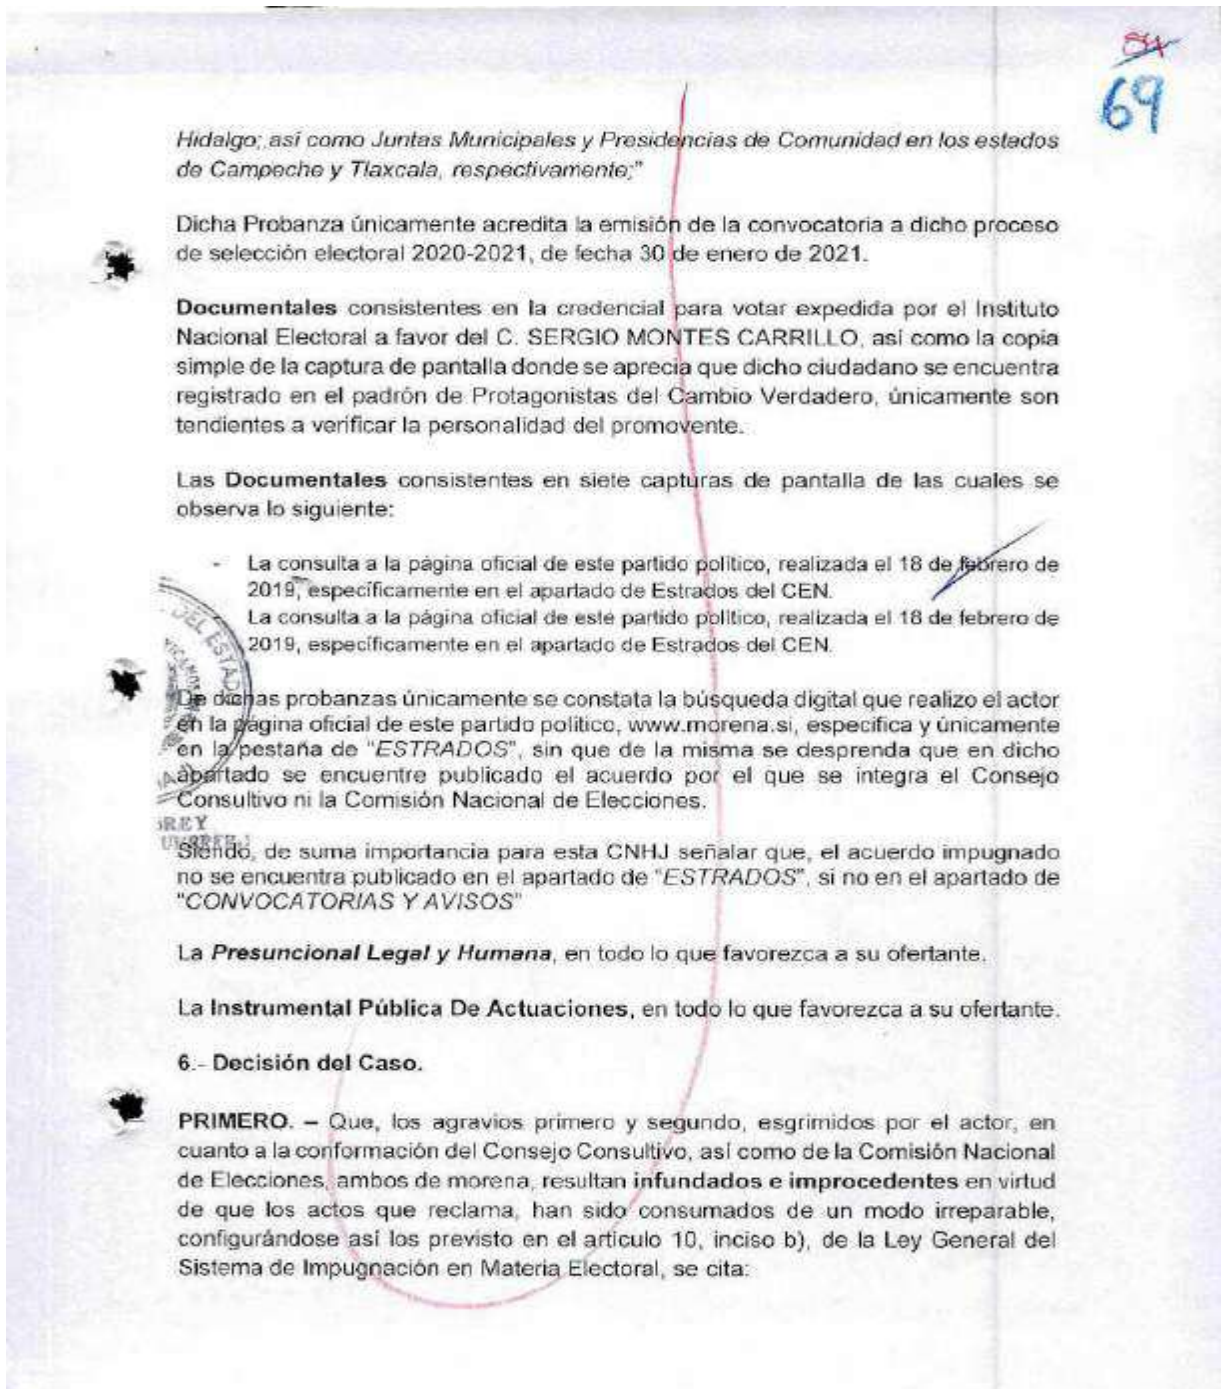 69
Hidalgo; así como Juntas Municipales y Presidencias de Comunidad en los estados
de Campeche y Tlaxcala, respectivamente;"
Dicha Probanza únicamente acredita la emisión de la convocatoria a dicho proceso
de selección electoral 2020-2021, de fecha 30 de enero de 2021.
Documentales consistentes en la credencial para votar expedida por el Instituto
Nacional Electoral a favor del C. SERGIO MONTES CARRILLO, así como la copia
simple de la captura de pantalla donde se aprecia que dicho ciudadano se encuentra
registrado en el padrón de Protagonistas del Cambio Verdadero, únicamente son
tendientes a verificar la personalidad del promovente.
Las Documentales consistentes en siete capturas de pantalla de las cuales se
observa lo siguiente:
- La consulta a la página oficial de este partido político, realizada el 18 de febrero de
2019, específicamente en el apartado de Estrados del CEN.
La consulta a la página oficial de este partido político, realizada el 18 de febrero de
2019, específicamente en el apartado de Estrados del CEN.
DEL ESTADO
De dichas probanzas únicamente se constata la búsqueda digital que realizo el actor
en la página oficial de este partido político, www.morena.si, especifica y únicamente
en la pestaña de "ESTRADOS", sin que de la misma se desprenda que en dicho
apartado se encuentre publicado el acuerdo por el que se integra el Consejo
Consultivo ni la Comisión Nacional de Elecciones.
REY
Siendo, de suma importancia para esta CNHJ señalar que, el acuerdo impugnado
no se encuentra publicado en el apartado de "ESTRADOS", si no en el apartado de
"CONVOCATORIAS Y AVISOS"
La Presuncional Legal y Humana, en todo lo que favorezca a su ofertante.
La Instrumental Pública De Actuaciones, en todo lo que favorezca a su ofertante.
6.- Decisión del Caso.
PRIMERO. – Que, los agravios primero y segundo, esgrimidos por el actor, en
cuanto a la conformación del Consejo Consultivo, así como de la Comisión Nacional
de Elecciones, ambos de morena, resultan infundados e improcedentes en virtud
de que los actos que reclama, han sido consumados de un modo irreparable,
configurándose así los previsto en el artículo 10, inciso b), de la Ley General del
Sistema de Impugnación en Materia Electoral, se cita: